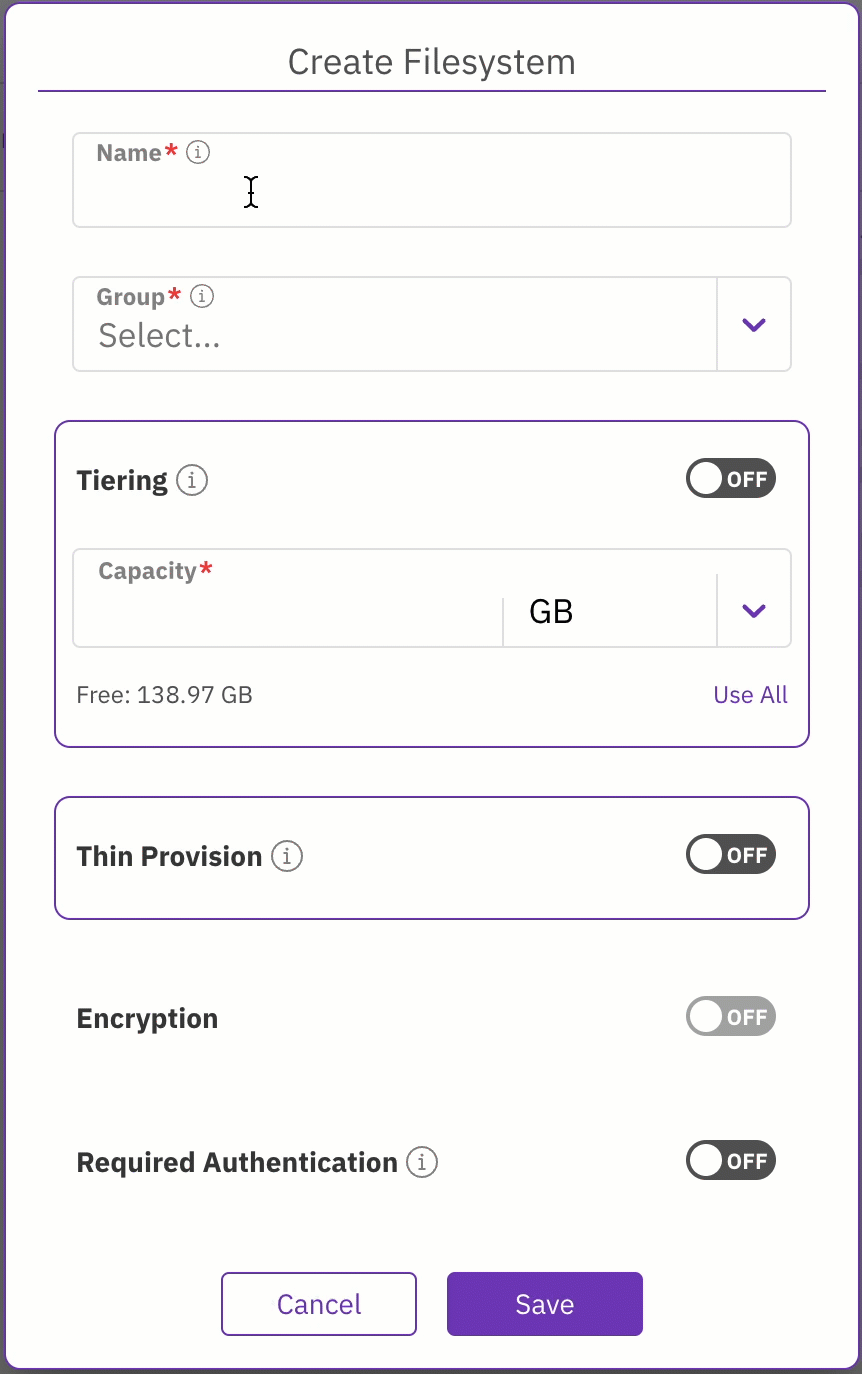 Create Filesystem
Name*
Group*
Select...
Tiering
OFF
Capacity*
GB
Free: 138.97 GB
Use All
Thin Provision
OFF
Encryption
OFF
Required Authentication
OFF
Cancel
Save